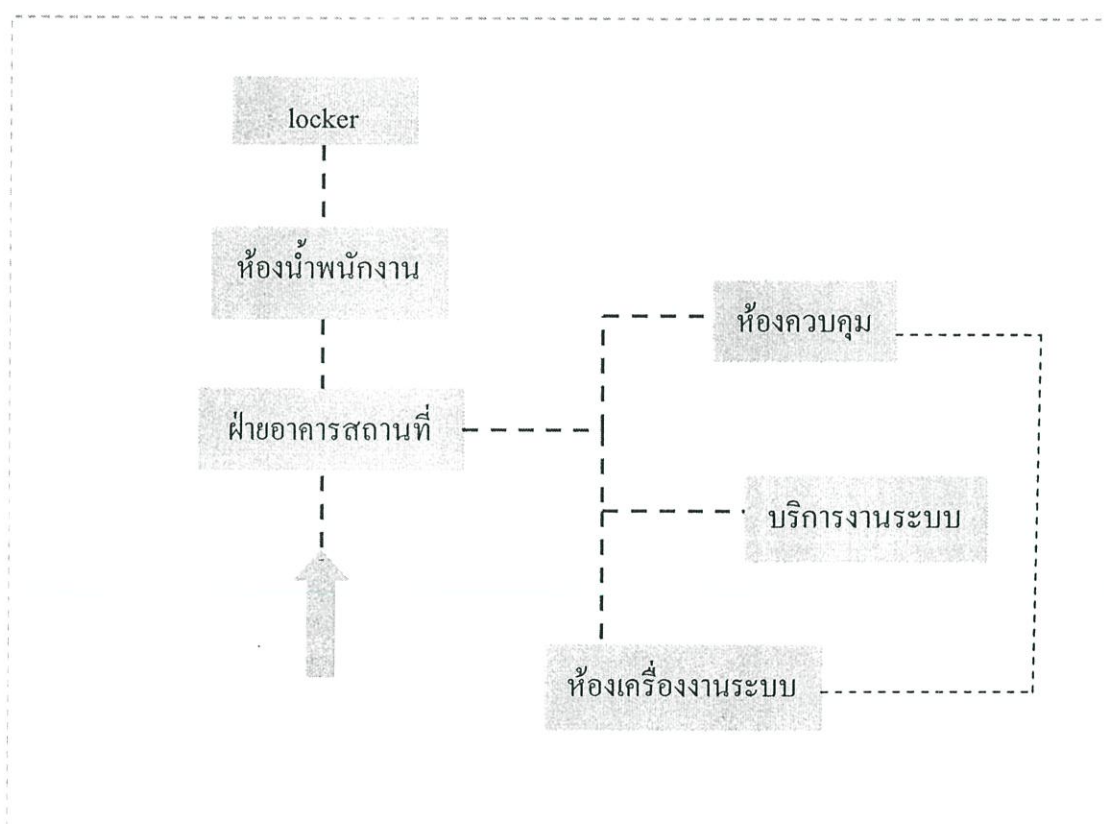 locker
ห้องน้ำพนักงาน
ห้องควบคุม
ฝ่ายอาคารสถานที่
บริการงานระบบ
ห้องเครื่องงานระบบ